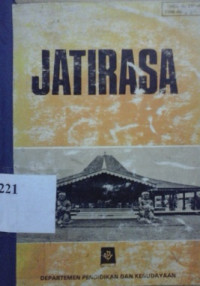 JATIRASA
221
DEPARTEMEN PENDIDIKAN DAN KEBUDAYAAN